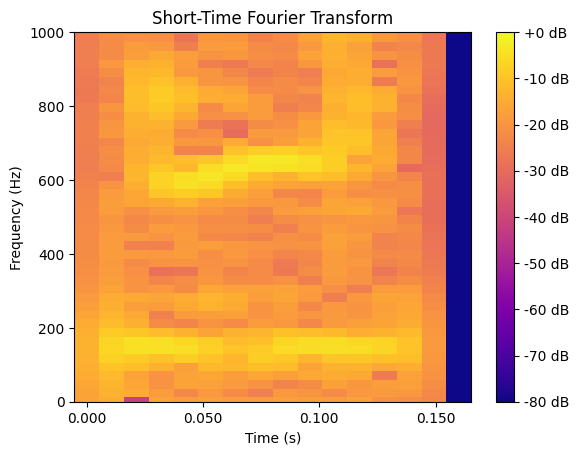 Short-Time Fourier Transform
1000
800
600
400
200
0
Frequency (Hz)
0.000
0.050
0.100
0.150
Time (s)
+0 dB
-10 dB
-20 dB
-30 dB
-40 dB
-50 dB
-60 dB
-70 dB
-80 dB